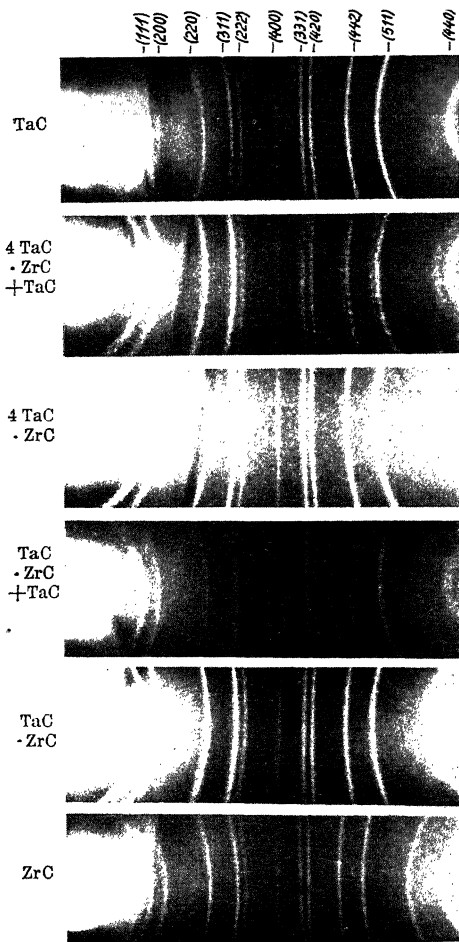 -(111)
-(200)
-(220)
-(311)
-(222)
-(400)
-(331)
-(420)
-(442)
-(511)
-(440)
TaC
4 TaC
· ZrC
+TaC
4 TaC
· ZrC
TaC
· ZrC
+TaC
TaC
· ZrC
ZrC